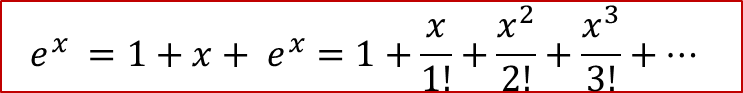 e^x = 1 + x + e^x = 1 + x/1! + x^2/2! + x^3/3! + ⋯